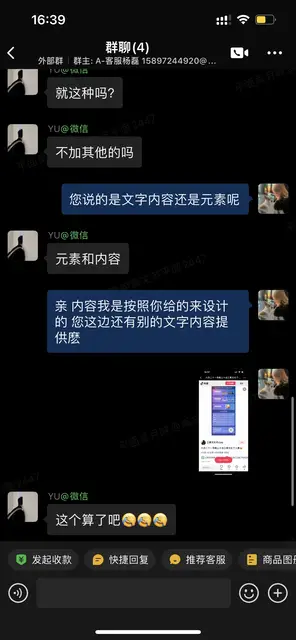 16:39
群聊(4)
外部群 | 群主: A-客服杨磊 15897244920@...
YU@微信
就这种吗?
YU@微信
不加其他的吗
您说的是文字内容还是元素呢
YU@微信
元素和内容
亲 内容我是按照你给的来设计
的 您这边还有别的文字内容提
供麽
YU@微信
这个算了吧
发起收款
快捷回复
推荐客服
商品图册